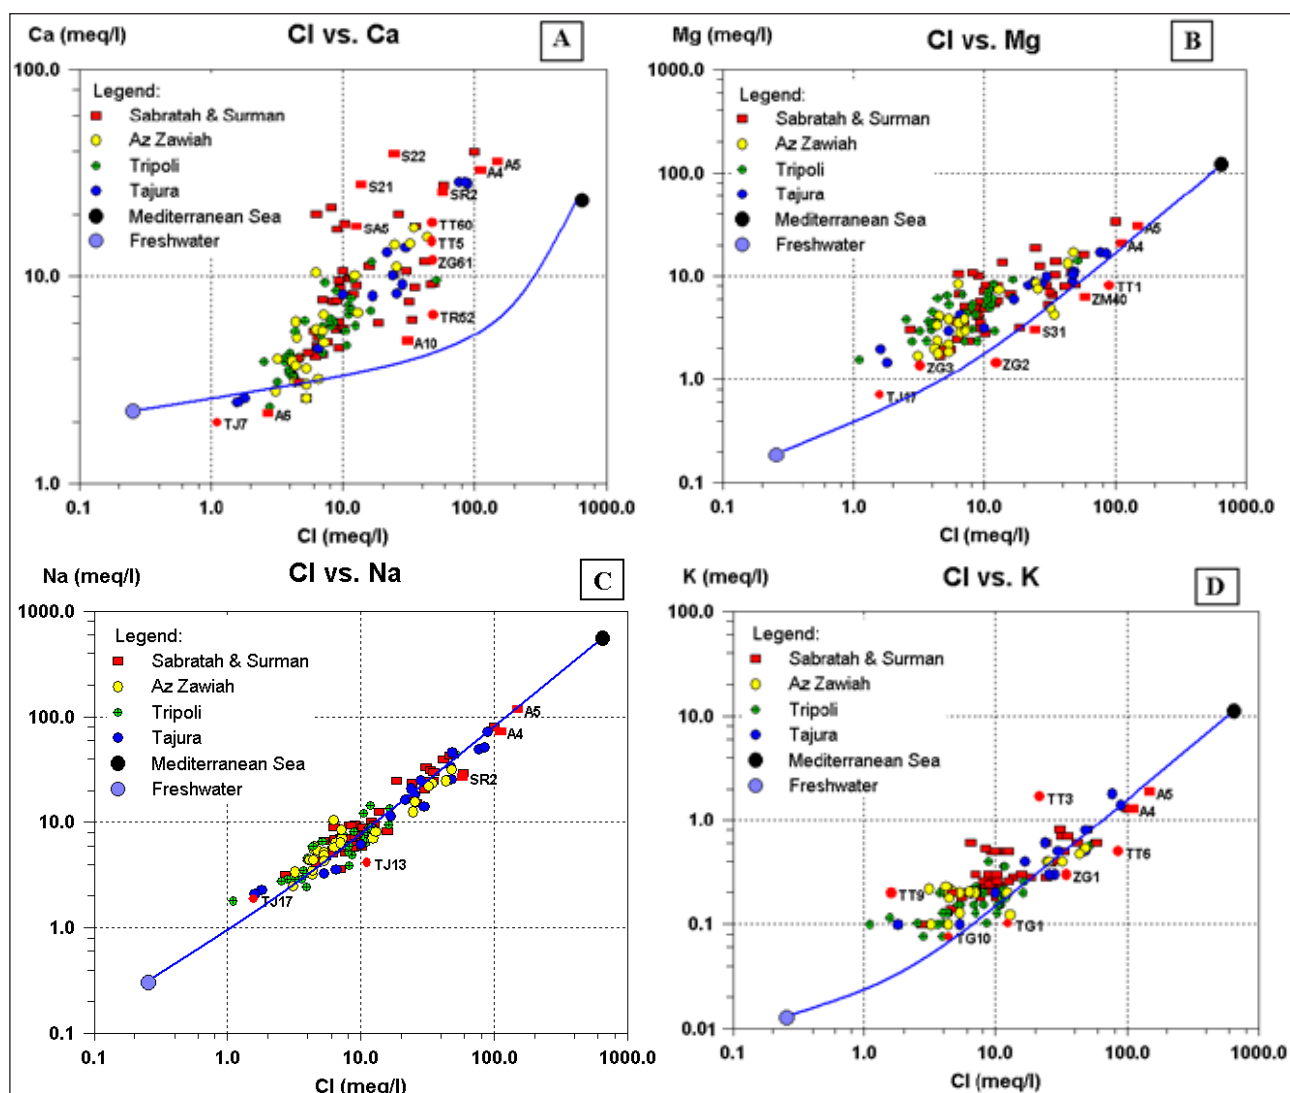 Ca (meq/l)
Cl vs. Ca
A
100.0
10.0
1.0
Legend:
Sabratah & Surman
Az Zawiah
Tripoli
Tajura
Mediterranean Sea
Freshwater
S22
A5
A4
S21
SR2
SA5
TT60
TT5
ZG61
TR52
A10
A6
TJ7
0.1
1.0
10.0
100.0
1000.0
Cl (meq/l)
Mg (meq/l)
Cl vs. Mg
B
1000.0
100.0
10.0
1.0
0.1
Legend:
Sabratah & Surman
Az Zawiah
Tripoli
Tajura
Mediterranean Sea
Freshwater
A5
A4
TT1
ZM40
S31
ZG3
ZG2
TJ17
0.1
1.0
10.0
100.0
1000.0
Cl (meq/l)
Na (meq/l)
Cl vs. Na
C
1000.0
100.0
10.0
1.0
0.1
Legend:
Sabratah & Surman
Az Zawiah
Tripoli
Tajura
Mediterranean Sea
Freshwater
A5
A4
SR2
TJ13
TJ17
0.1
1.0
10.0
100.0
1000.0
Cl (meq/l)
K (meq/l)
Cl vs. K
D
100.0
10.0
1.0
0.1
0.01
Legend:
Sabratah & Surman
Az Zawiah
Tripoli
Tajura
Mediterranean Sea
Freshwater
TT3
A5
A4
TT6
ZG1
TT9
TG1
TG10
0.1
1.0
10.0
100.0
1000.0
Cl (meq/l)